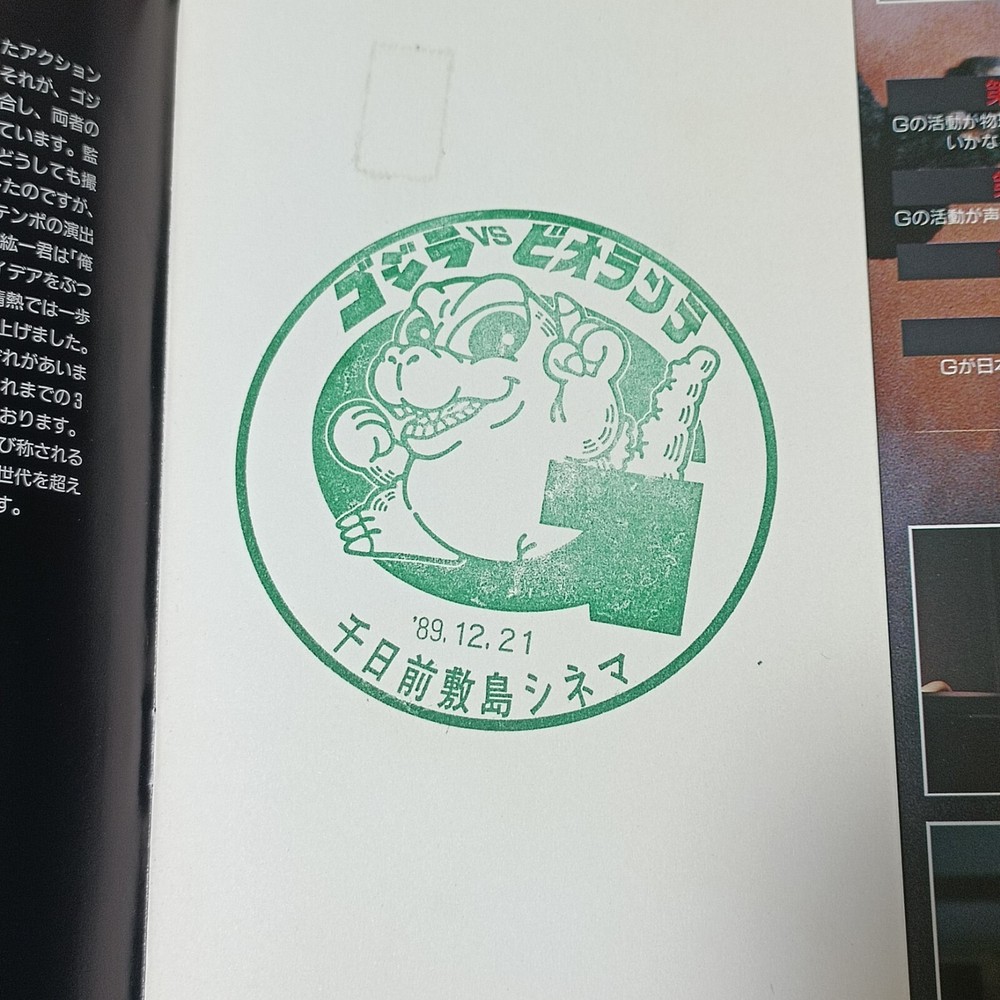 たアクション
それが、ゴジ
合し、両者の
ています。監
どうしても撮
たのですが、
テンポの演出
紘一君は「俺
イデアをぶつ
情熱では一歩
上げました。
ぞれがあいま
れまでの3
おります。
び称される
世代を超え
す。
ゴジラVSビオランテ
'89.12.21
千日前敷島シネマ
第
Gの活動が物理
いかな
第
Gの活動が声
Gが日本